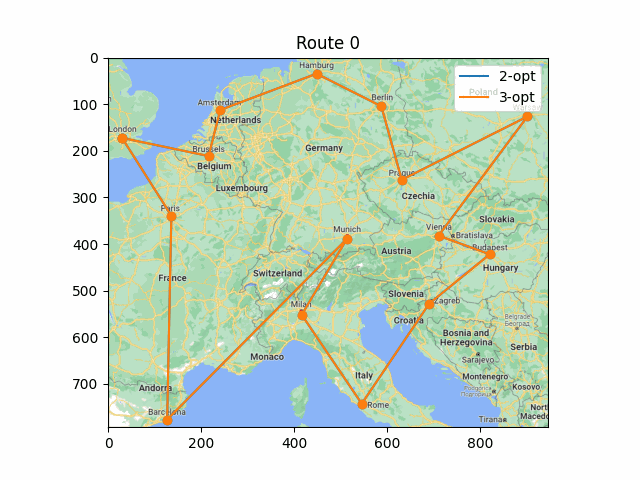 Route 0
2-opt
3-opt
Hamburg
Berlin
Poland
Amsterdam
Netherlands
London
Brussels
Belgium
Germany
Prague
Czechia
Luxembourg
Paris
Munich
Vienna
Bratislava
Slovakia
Budapest
Austria
Hungary
Switzerland
France
Slovenia
Zagreb
Milan
Croatia
Belgrade
Београд
Bosnia and
Herzegovina
Serbia
Sarajevo
Monaco
Italy
Montenegro
Kosovo
Andorra
Barcelona
Rome
Podgorica
Tirana
North
Macedo
0
100
200
300
400
500
600
700
0
200
400
600
800